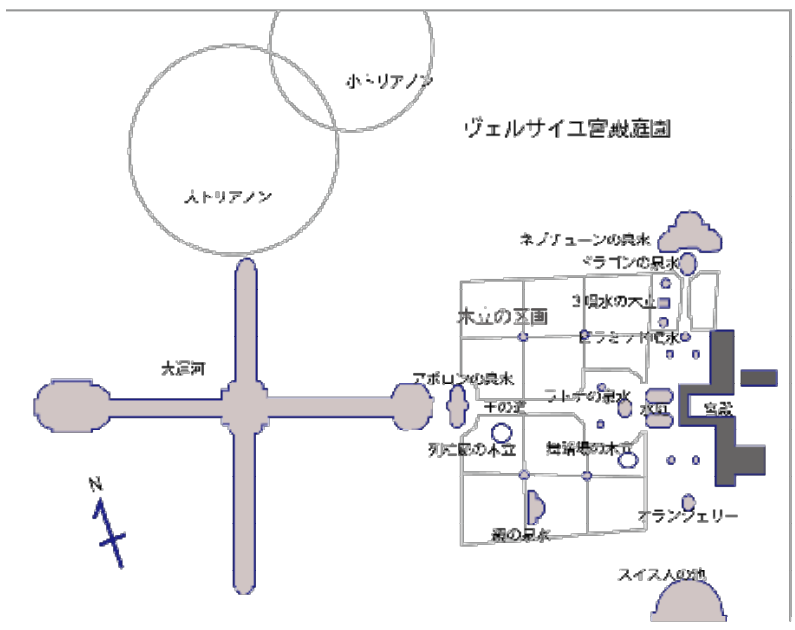 小トリアノン
ヴェルサイユ宮殿庭園
大トリアノン
ネプチューンの泉水
ドラゴンの泉水
3噴水の木立
木立の区画
ピラミッド噴水
大運河
アポロンの泉水
ラトナの泉水
王の道
水庭
宮殿
列柱廊の木立
舞踏場の木立
鏡の泉水
オランジェリー
N
スイス人の池